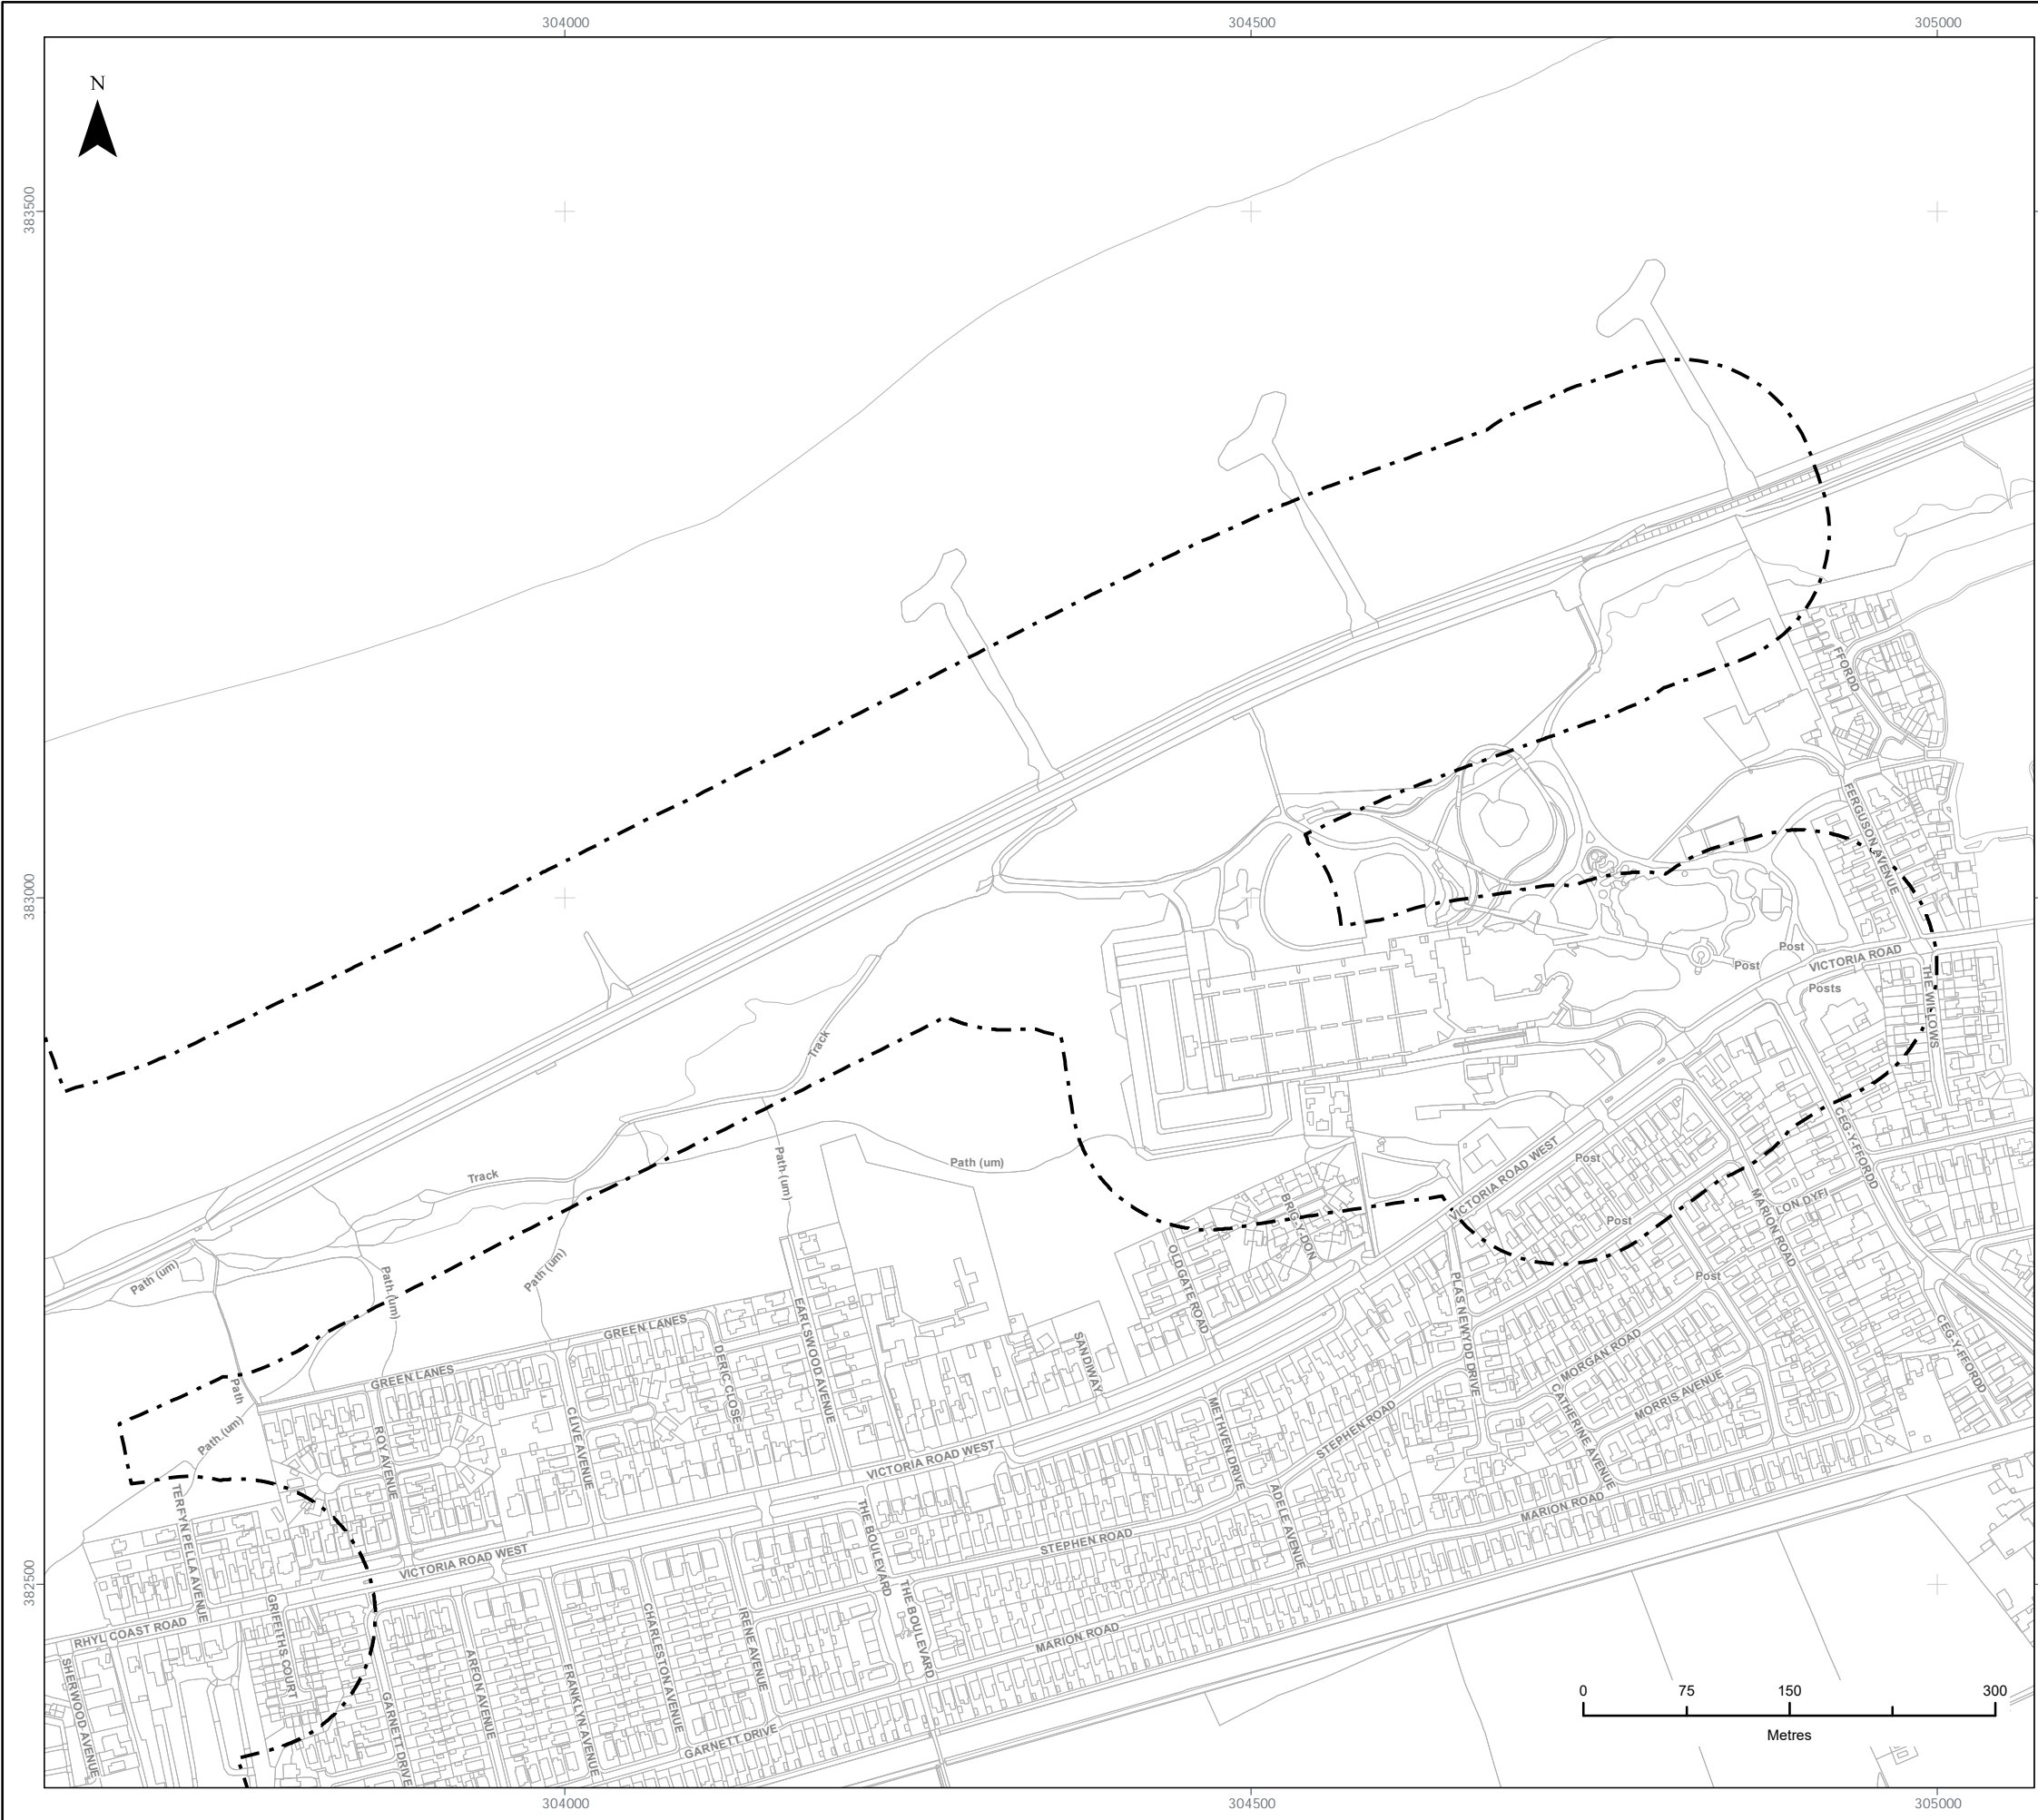 304000
304500
305000
N
383500
383000
382500
FFORDD
FERGUSON AVENUE
Post
Post
VICTORIA ROAD
Posts
THE WILLOWS
Track
Track
Path (um)
Path (um)
Path (um)
Path (um)
Path (um)
Path
Path (um)
VICTORIA ROAD WEST
Post
Post
Post
BRIG-Y-DON
OLDGATE ROAD
CEG-Y-FFORDD
LON DYFI
MARION ROAD
PLAS NEWYDD DRIVE
CEG-Y-FFORDD
GREEN LANES
GREEN LANES
EARLSWOOD AVENUE
DERIC CLOSE
SANDIWAY
MORGAN ROAD
MORRIS AVENUE
CATHERINE AVENUE
METHVEN DRIVE
STEPHEN ROAD
ROY AVENUE
CLIVE AVENUE
VICTORIA ROAD WEST
TERFYN PELLA AVENUE
THE BOULEVARD
ADELE AVENUE
MARION ROAD
STEPHEN ROAD
VICTORIA ROAD WEST
THE BOULEVARD
RHYL COAST ROAD
GRIFFITHS COURT
CHARLESTON AVENUE
IRENE AVENUE
MARION ROAD
SHERWOOD AVENUE
ARFON AVENUE
FRANKLYN AVENUE
GARNETT DRIVE
GARNETT DRIVE
0 75 150 300
Metres
304000
304500
305000